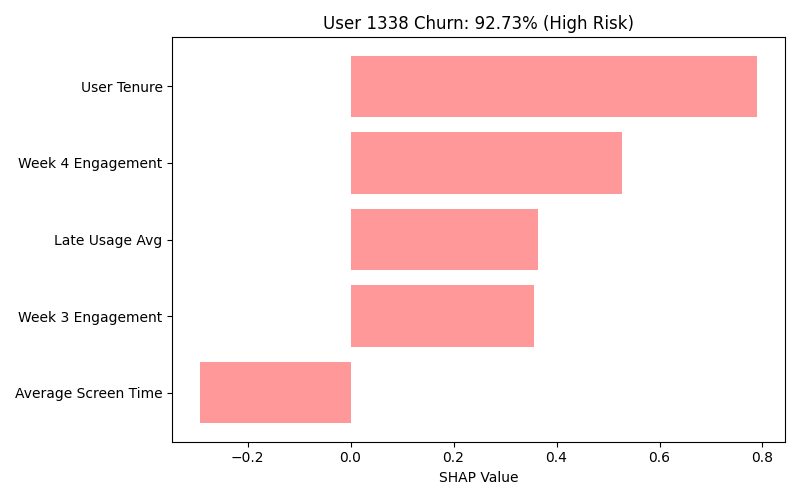 User 1338 Churn: 92.73% (High Risk)
User Tenure
Week 4 Engagement
Late Usage Avg
Week 3 Engagement
Average Screen Time
−0.2 0.0 0.2 0.4 0.6 0.8
SHAP Value